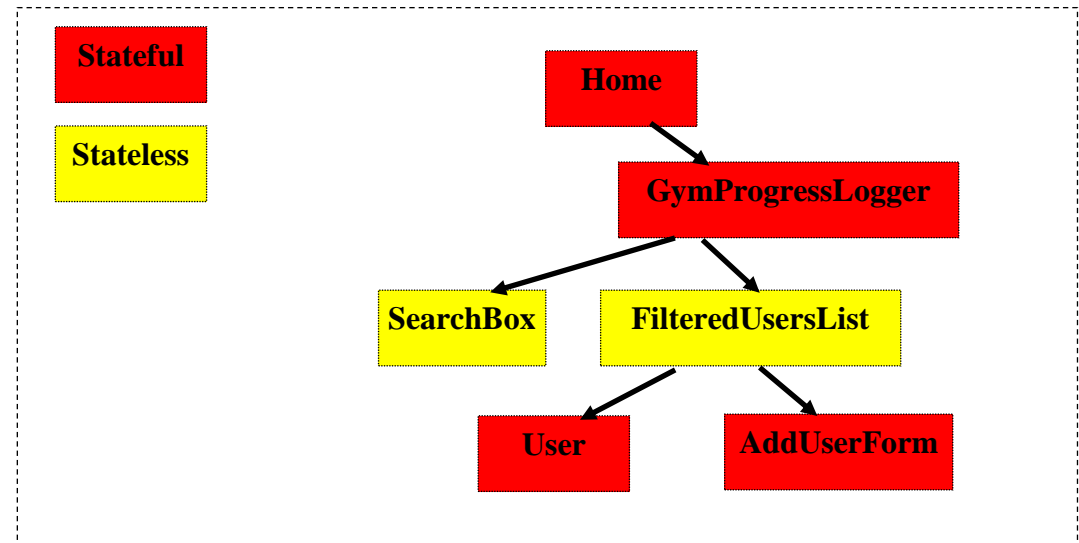 Stateful
Home
Stateless
GymProgressLogger
SearchBox
FilteredUsersList
User
AddUserForm